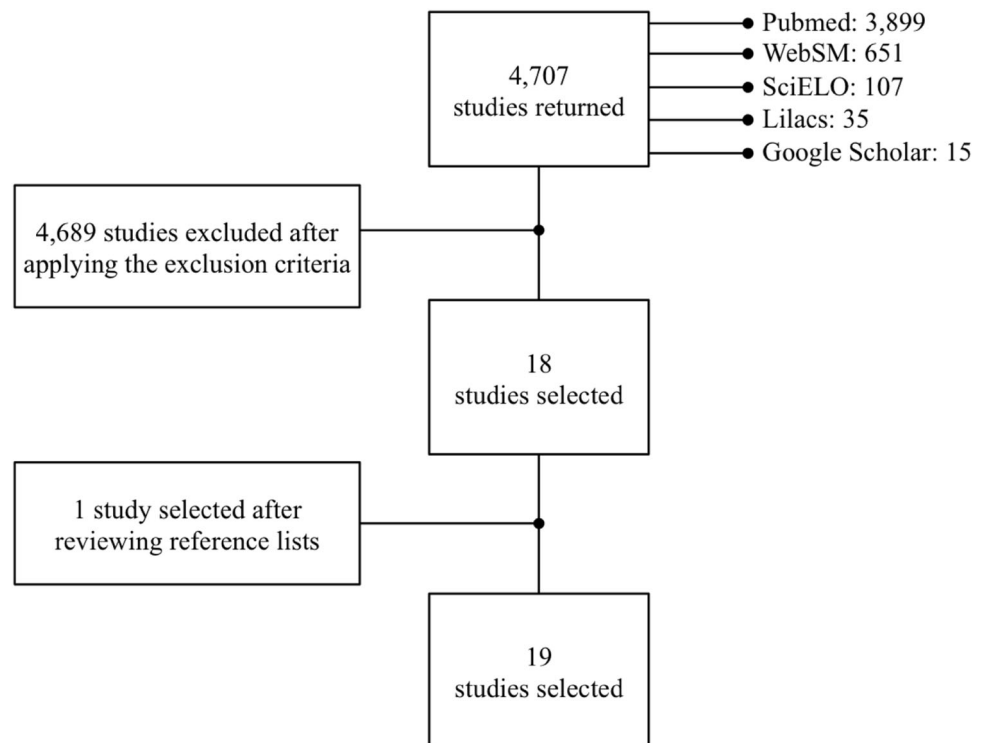 4,707
studies returned
Pubmed: 3,899
WebSM: 651
SciELO: 107
Lilacs: 35
Google Scholar: 15
4,689 studies excluded after
applying the exclusion criteria
18
studies selected
1 study selected after
reviewing reference lists
19
studies selected